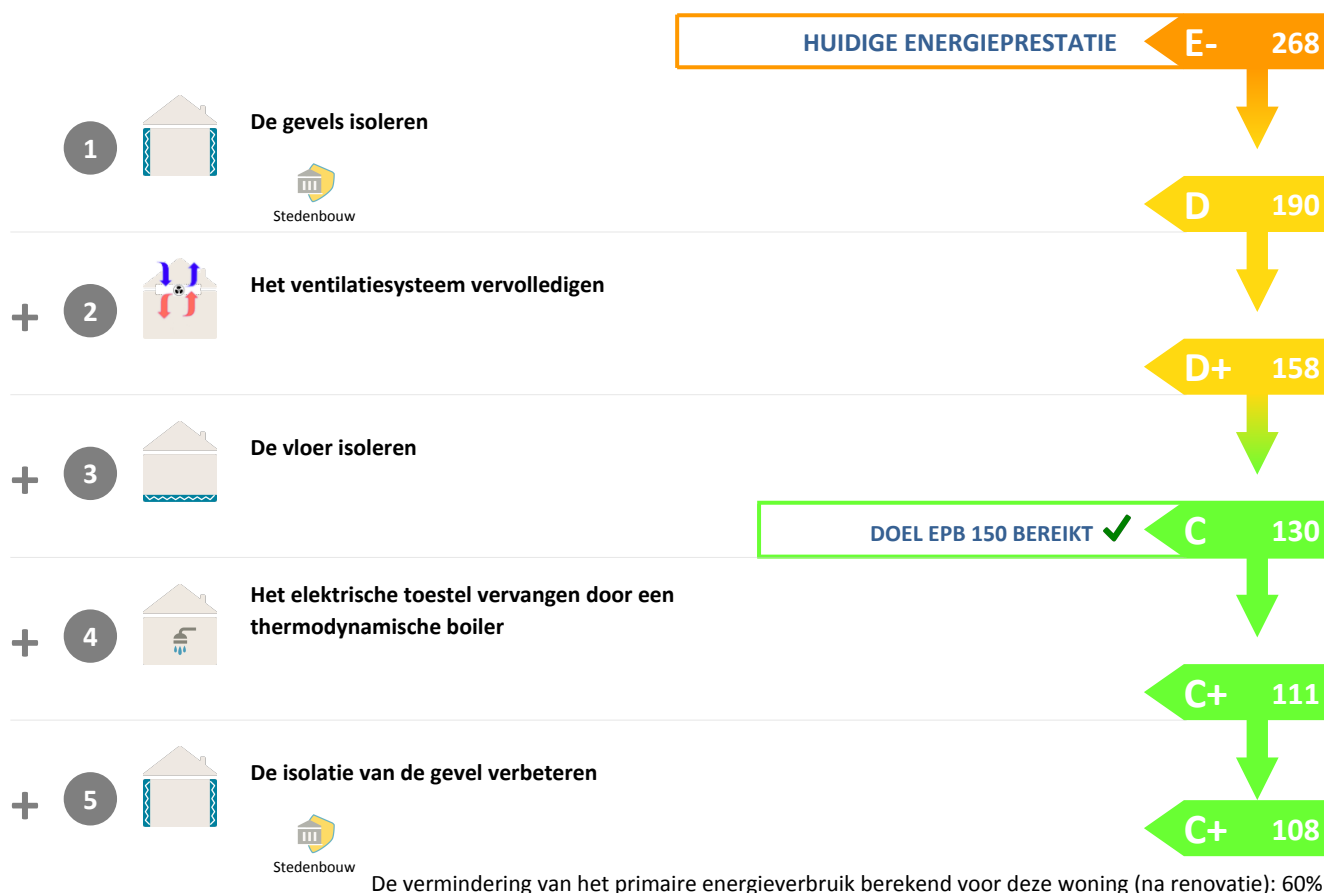 HUIDIGE ENERGIEPRESTATIE E- 268
1 De gevels isoleren
Stedenbouw
D 190
+ 2 Het ventilatiesysteem vervolledigen
D+ 158
+ 3 De vloer isoleren
DOEL EPB 150 BEREIKT ✓ C 130
Het elektrische toestel vervangen door een
+ 4 thermodynamische boiler
C+ 111
+ 5 De isolatie van de gevel verbeteren
C+ 108
Stedenbouw
De vermindering van het primaire energieverbruik berekend voor deze woning (na renovatie): 60%